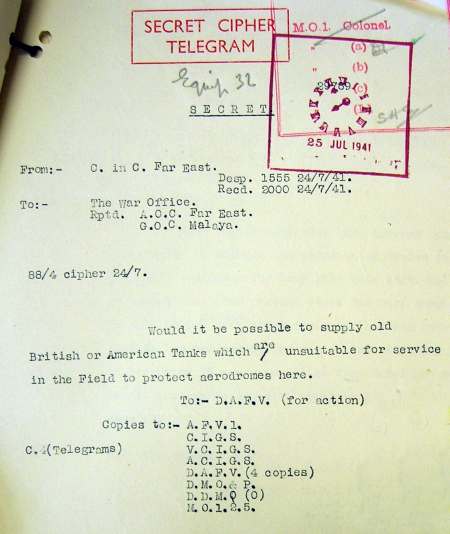 SECRET CIPHER
TELEGRAM
M.O.1. Colonel
" (a)
" (b)
(c)
Equip 32
SECRET
25 JUL 1941
From:- C. in C. Far East.
Desp. 1555 24/7/41.
Recd. 2000 24/7/41.
To:- The War Office.
Rptd. A.O.C. Far East.
G.O.C. Malaya.
88/4 cipher 24/7.
Would it be possible to supply old
British or American Tanks which are unsuitable for service
in the Field to protect aerodromes here.
To:- D.A.F.V. (for action)
Copies to:- A.F.V.1.
C.I.G.S.
C.4(Telegrams) V.C.I.G.S.
A.C.I.G.S.
D.A.F.V.(4 copies)
D.M.O.& P.
D.D.M.O (O)
M.O.1.2.5.